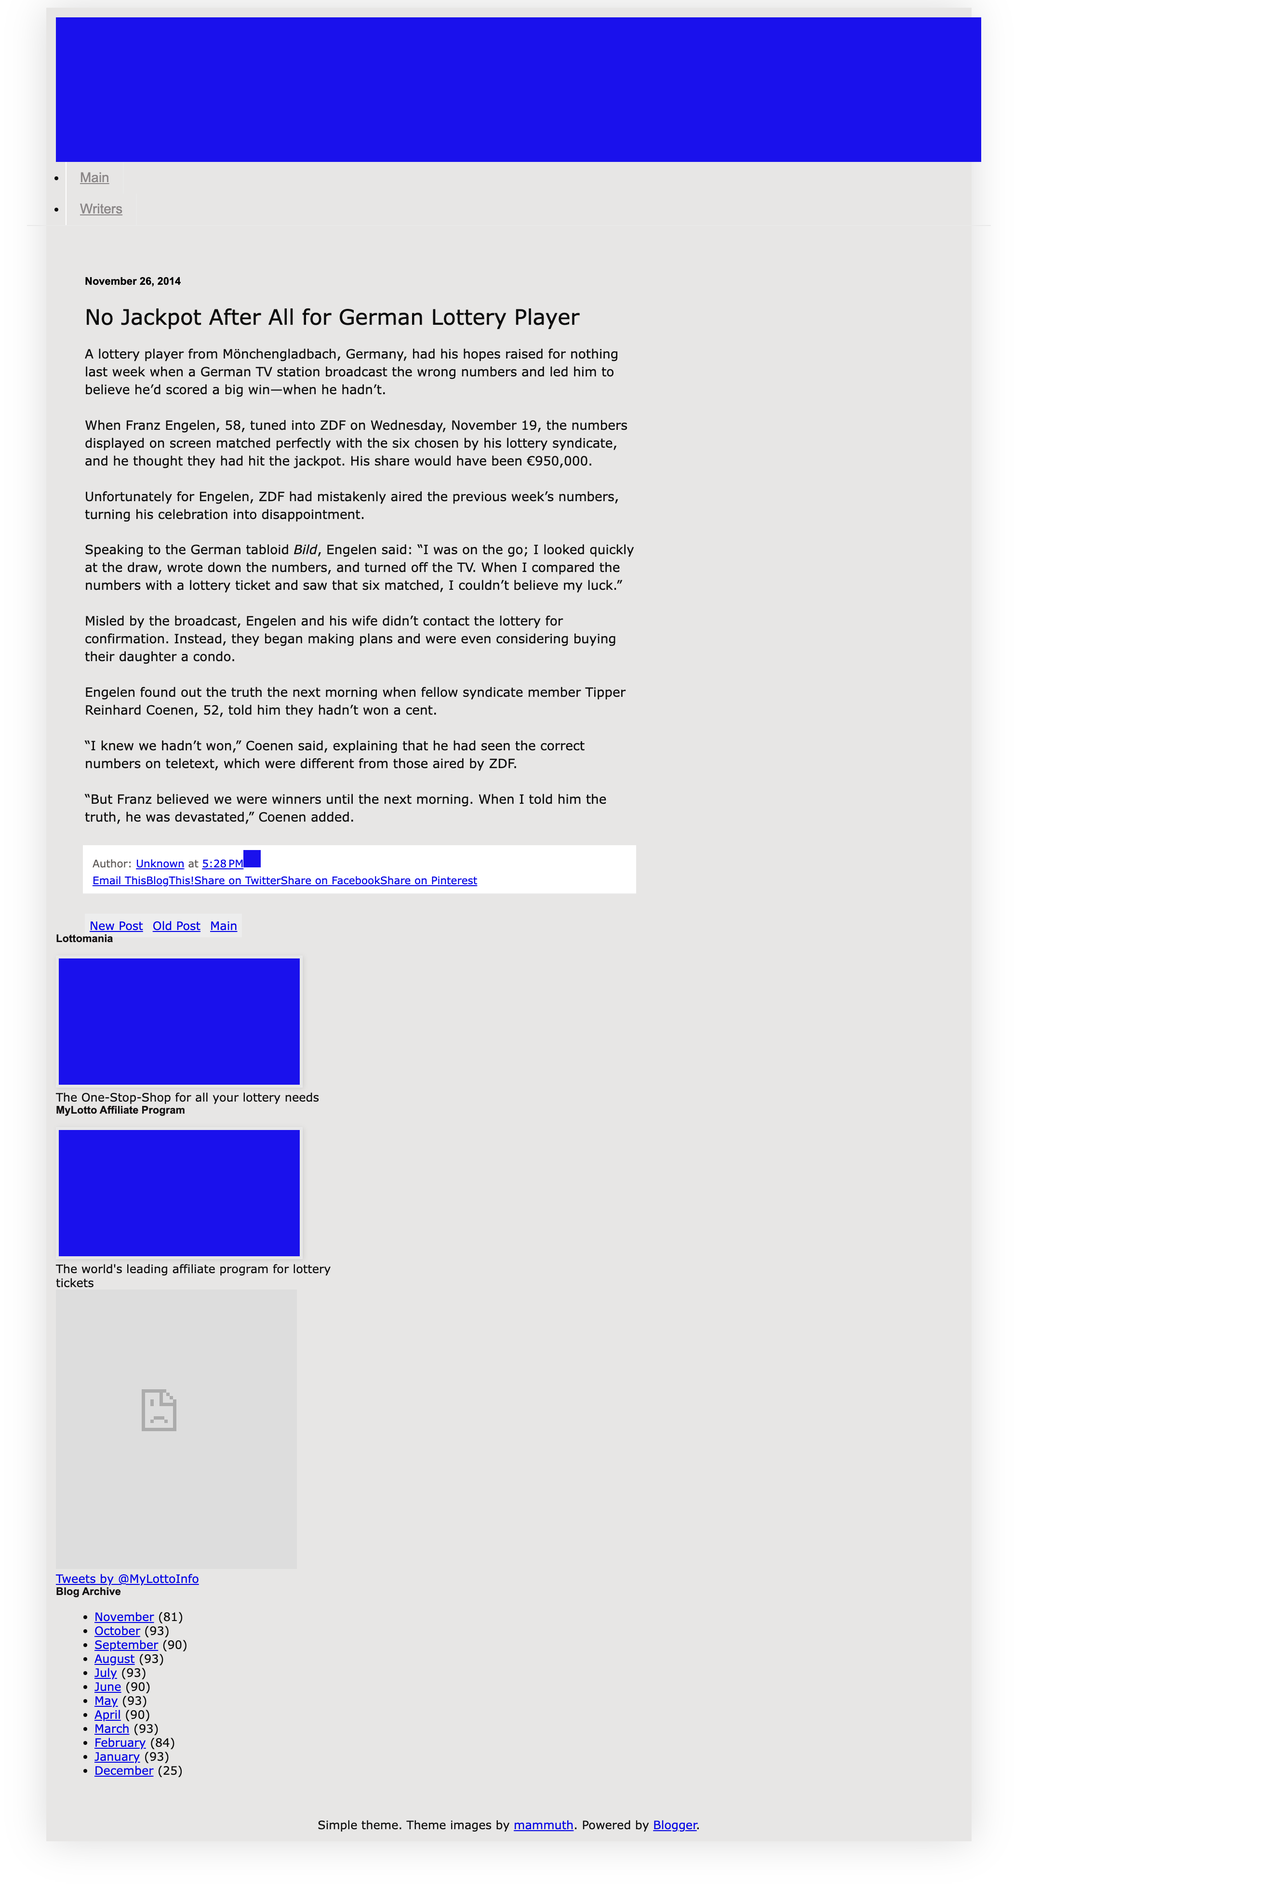 Main
Writers
November 26, 2014
No Jackpot After All for German Lottery Player
A lottery player from Mönchengladbach, Germany, had his hopes raised for nothing
last week when a German TV station broadcast the wrong numbers and led him to
believe he’d scored a big win—when he hadn’t.
When Franz Engelen, 58, tuned into ZDF on Wednesday, November 19, the numbers
displayed on screen matched perfectly with the six chosen by his lottery syndicate,
and he thought they had hit the jackpot. His share would have been €950,000.
Unfortunately for Engelen, ZDF had mistakenly aired the previous week’s numbers,
turning his celebration into disappointment.
Speaking to the German tabloid Bild, Engelen said: “I was on the go; I looked quickly
at the draw, wrote down the numbers, and turned off the TV. When I compared the
numbers with a lottery ticket and saw that six matched, I couldn’t believe my luck.”
Misled by the broadcast, Engelen and his wife didn’t contact the lottery for
confirmation. Instead, they began making plans and were even considering buying
their daughter a condo.
Engelen found out the truth the next morning when fellow syndicate member Tipper
Reinhard Coenen, 52, told him they hadn’t won a cent.
“I knew we hadn’t won,” Coenen said, explaining that he had seen the correct
numbers on teletext, which were different from those aired by ZDF.
“But Franz believed we were winners until the next morning. When I told him the
truth, he was devastated,” Coenen added.
Author: Unknown at 5:28 PM
Email ThisBlogThis!Share on TwitterShare on FacebookShare on Pinterest
New Post Old Post Main
Lottomania
The One-Stop-Shop for all your lottery needs
MyLotto Affiliate Program
The world's leading affiliate program for lottery
tickets
Tweets by @MyLottoInfo
Blog Archive
November (81)
October (93)
September (90)
August (93)
July (93)
June (90)
May (93)
April (90)
March (93)
February (84)
January (93)
December (25)
Simple theme. Theme images by mammuth. Powered by Blogger.